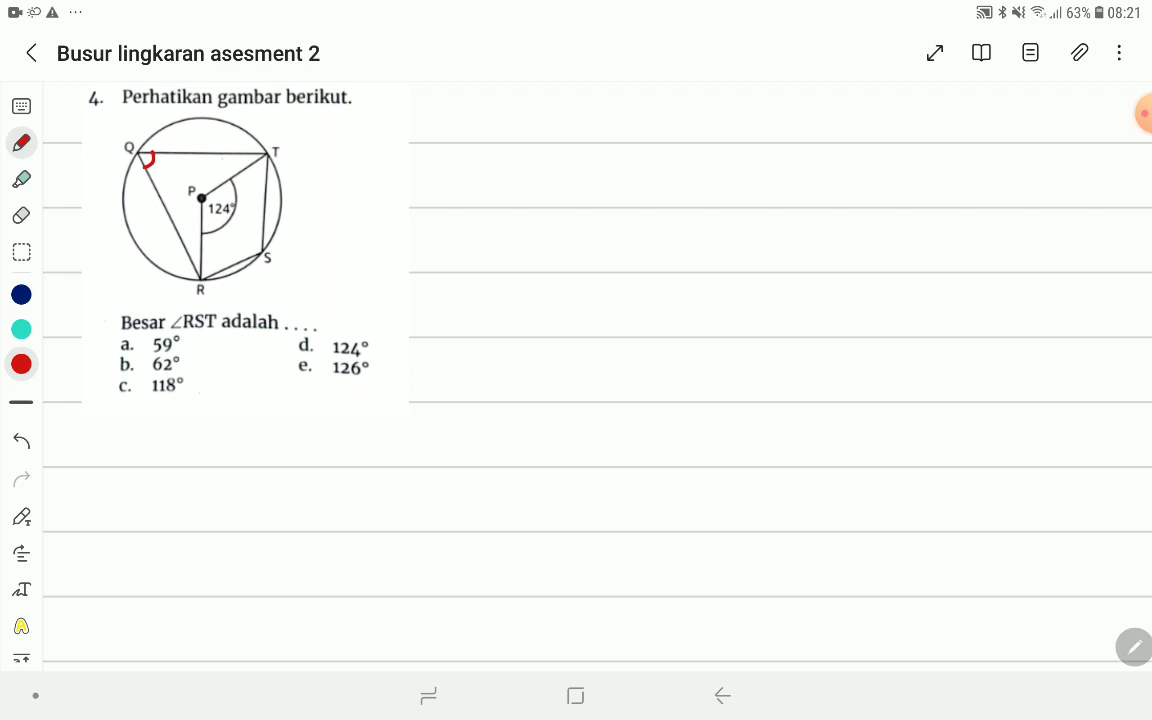 63% 08:21
Busur lingkaran asesment 2
4. Perhatikan gambar berikut.
Q
T
P
124°
S
R
Besar ∠RST adalah . . . .
a. 59° d. 124°
b. 62° e. 126°
c. 118°